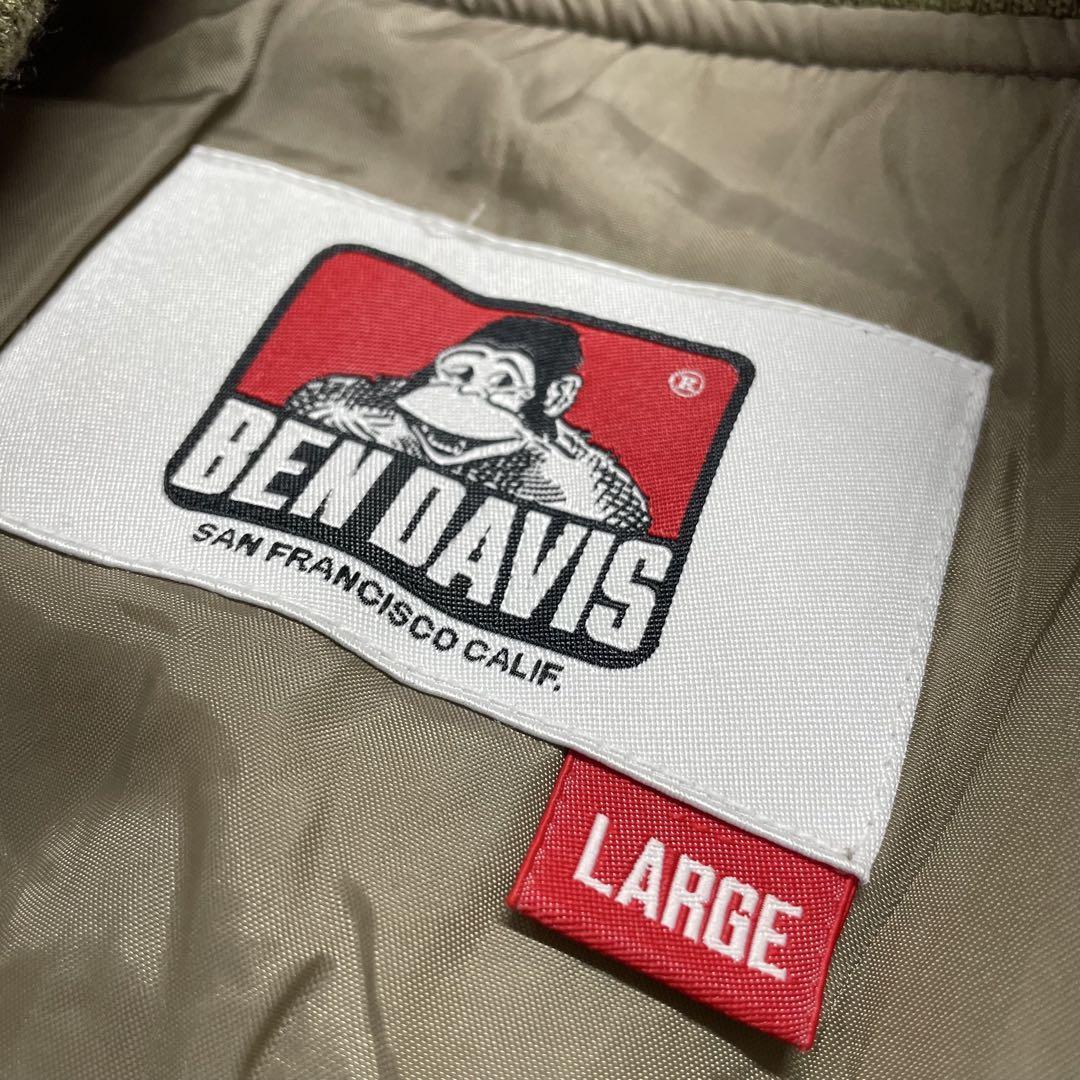 ®
BEN DAVIS
SAN FRANCISCO CALIF.
LARGE